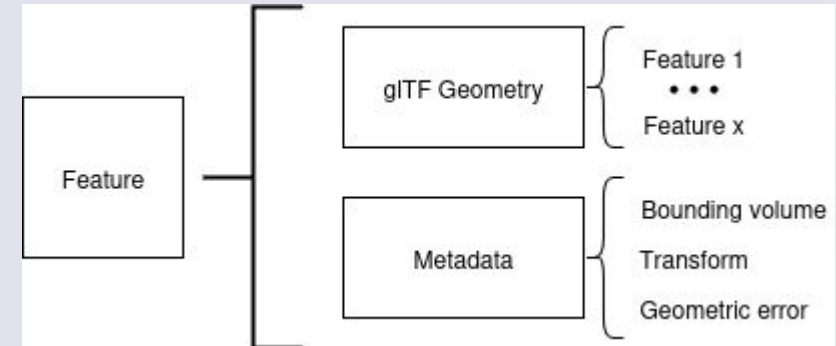 Feature
glTF Geometry
Feature 1
• • •
Feature x
Metadata
Bounding volume
Transform
Geometric error